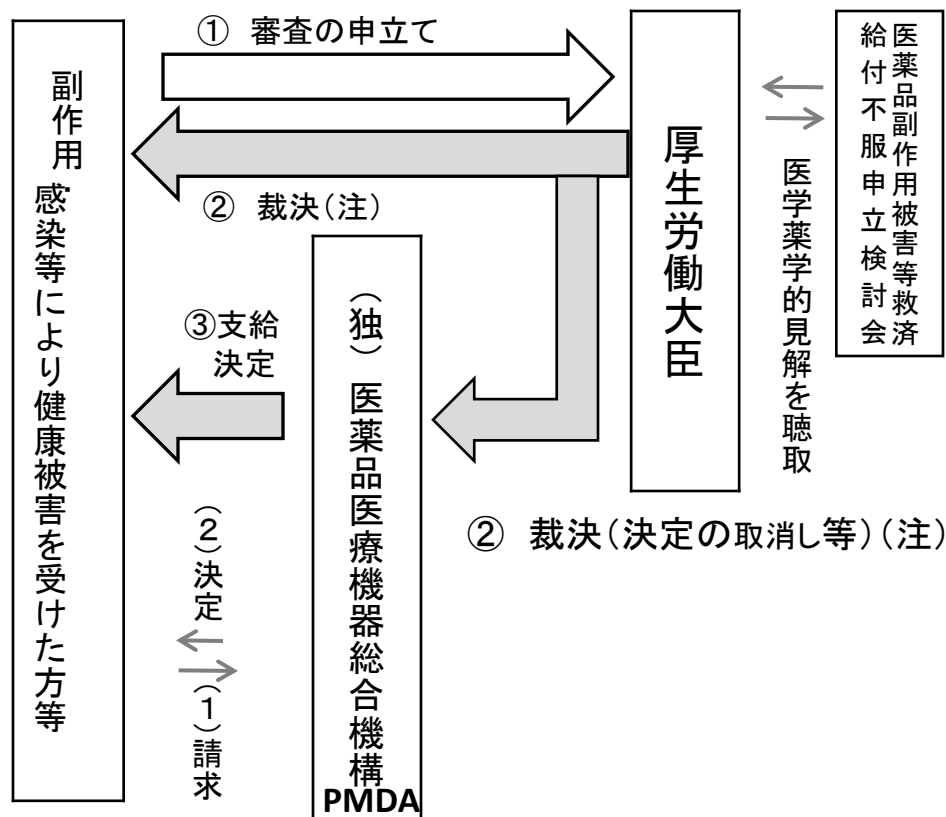 ① 審査の申立て
② 裁決（注）
③支給
決定
副作用
感染等により健康被害を受けた方等
（２）決定
（１）請求
（独）医薬品医療機器総合機構
PMDA
厚生労働大臣
② 裁決（決定の取消し等）（注）
医学薬学的見解を聴取
医薬品副作用被害等救済
給付不服申立検討会